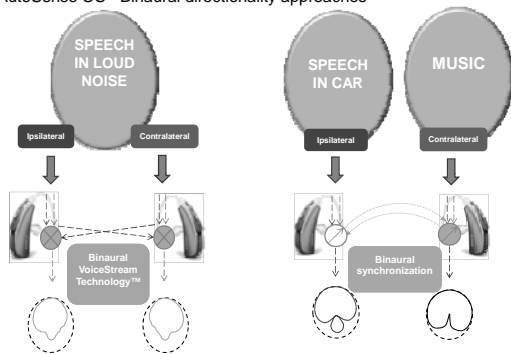 Binaural directionality approaches
SPEECH
IN LOUD
NOISE
Ipsilateral
Contralateral
Binaural
VoiceStream
Technology™
SPEECH
IN CAR
MUSIC
Ipsilateral
Contralateral
Binaural
synchronization